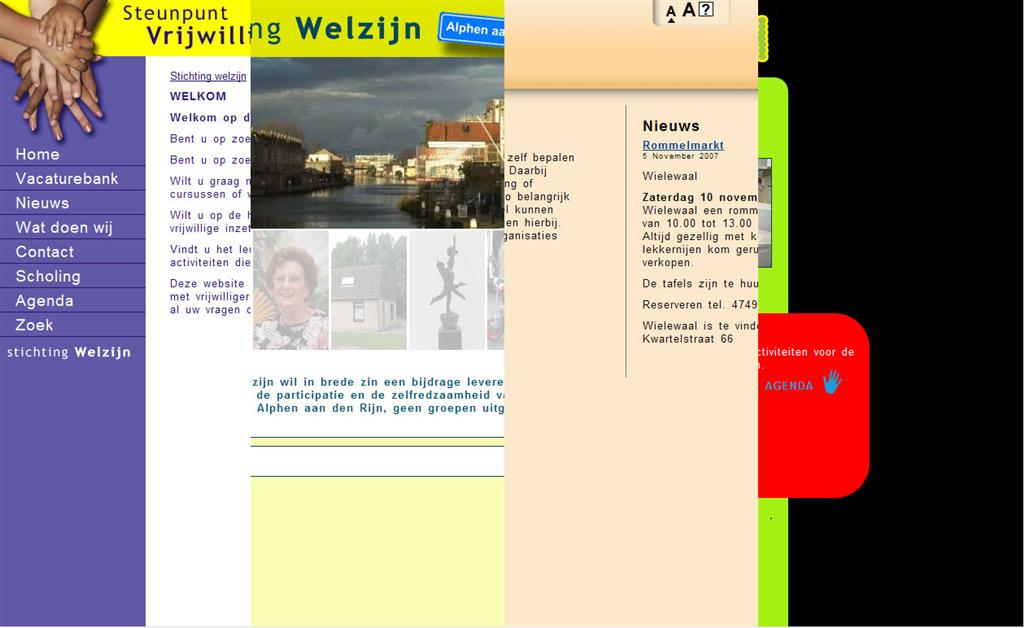 Steunpunt
Vrijwill
Home
Vacaturebank
Nieuws
Wat doen wij
Contact
Scholing
Agenda
Zoek
stichting Welzijn
Stichting welzijn
WELKOM
Welkom op d
Bent u op zoe
Bent u op zoe
Wilt u graag
cursussen of
Wilt u op de h
vrijwillige inzet
Vindt u het le
activiteiten die
Deze website
met vrijwilliger
al uw vragen
ng Welzijn
Alphen aa
zijn wil in brede zin een bijdrage levere
de participatie en de zelfredzaamheid v
Alphen aan den Rijn, geen groepen uitg
A A ?
zelf bepalen
Daarbij
ng of
o belangrijk
l kunnen
en hierbij.
ganisaties
Nieuws
Rommelmarkt
5 November 2007
Wielewaal
Zaterdag 10 novem
Wielewaal een romm
van 10.00 tot 13.00
Altijd gezellig met k
lekkernijen kom geru
verkopen.
De tafels zijn te huu
Reserveren tel. 4749
Wielewaal is te vinde
Kwartelstraat 66
ctiviteiten voor de
n.
AGENDA